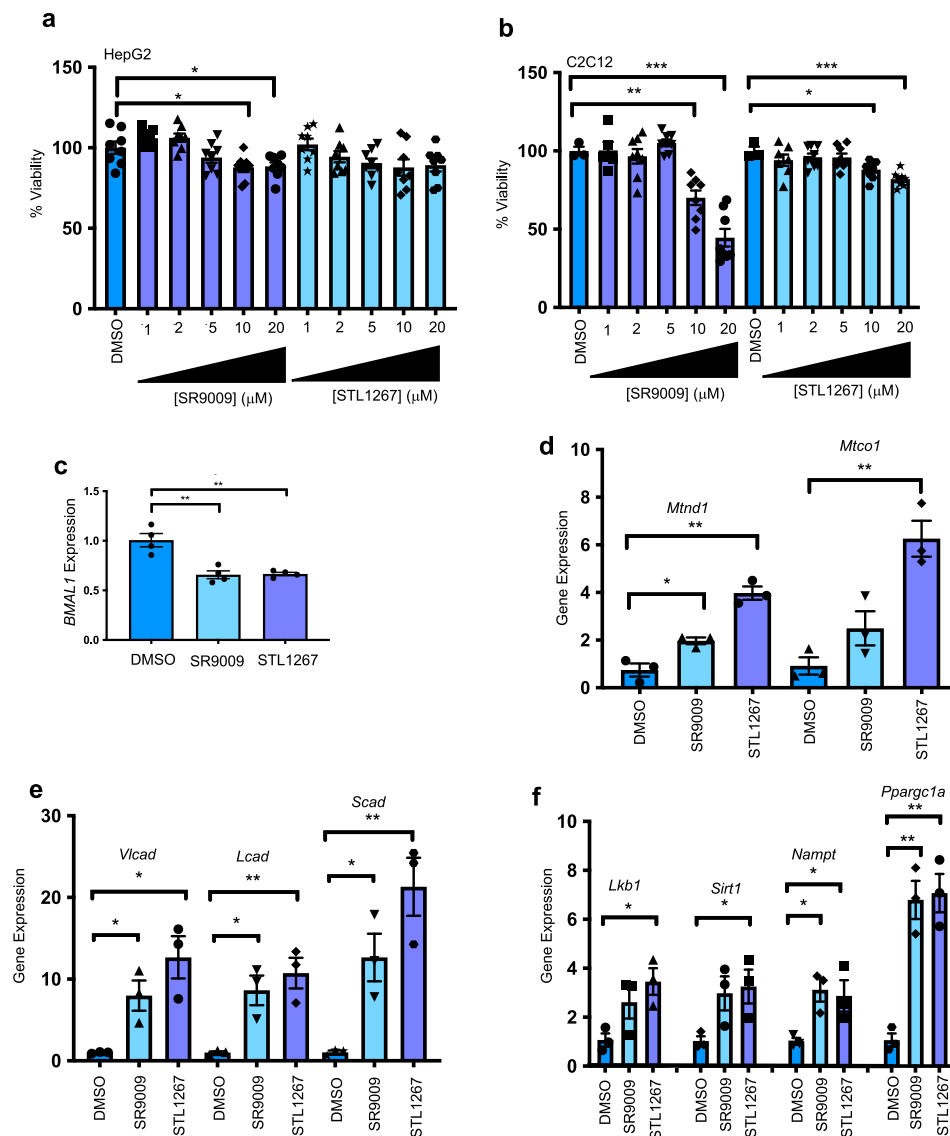 a
HepG2
150
100
50
0
% Viability
*
*
DMSO
1
2
5
10
20
1
2
5
10
20
[SR9009] (μM)
[STL1267] (μM)
b
C2C12
150
100
50
0
% Viability
***
**
***
*
DMSO
1
2
5
10
20
DMSO
1
2
5
10
20
[SR9009] (μM)
[STL1267] (μM)
c
1.5
1.0
0.5
0.0
BMAL1 Expression
**
**
DMSO
SR9009
STL1267
d
10
8
6
4
2
0
Gene Expression
Mtnd1
**
*
Mtco1
**
DMSO
SR9009
STL1267
DMSO
SR9009
STL1267
e
30
20
10
0
Gene Expression
Vlcad
*
*
Lcad
**
*
Scad
**
*
DMSO
SR9009
STL1267
DMSO
SR9009
STL1267
DMSO
SR9009
STL1267
f
10
8
6
4
2
0
Gene Expression
Lkb1
*
Sirt1
*
Nampt
*
*
Ppargc1a
**
**
DMSO
SR9009
STL1267
DMSO
SR9009
STL1267
DMSO
SR9009
STL1267
DMSO
SR9009
STL1267